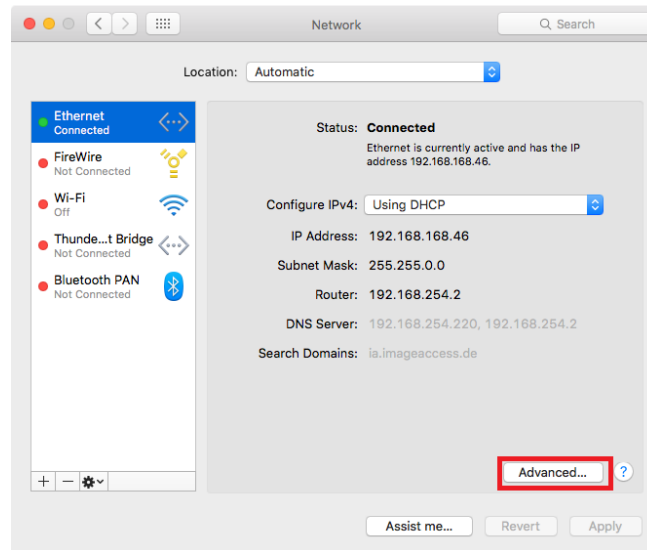 Network
Search
Location: Automatic
Ethernet
Connected
FireWire
Not Connected
Wi-Fi
Off
Thunde...t Bridge
Not Connected
Bluetooth PAN
Not Connected
Status: Connected
Ethernet is currently active and has the IP
address 192.168.168.46.
Configure IPv4: Using DHCP
IP Address: 192.168.168.46
Subnet Mask: 255.255.0.0
Router: 192.168.254.2
DNS Server: 192.168.254.220, 192.168.254.2
Search Domains: ia.imageaccess.de
Advanced... ?
Assist me... Revert Apply